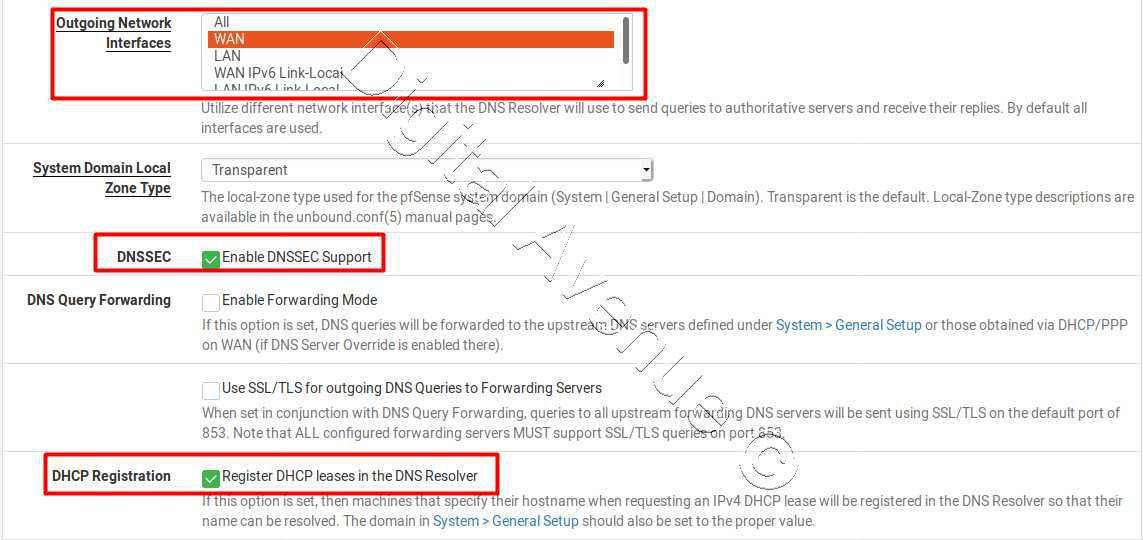 Outgoing Network
Interfaces
All
WAN
LAN
WAN IPv6 Link-Local
LAN IPv6 Link-Local
Utilize different network interface(s) that the DNS Resolver will use to send queries to authoritative servers and receive their replies. By default all
interfaces are used.
System Domain Local
Zone Type
Transparent
The local-zone type used for the pfSense system domain (System | General Setup | Domain). Transparent is the default. Local-Zone type descriptions are
available in the unbound.conf(5) manual pages.
DNSSEC
Enable DNSSEC Support
DNS Query Forwarding
Enable Forwarding Mode
If this option is set, DNS queries will be forwarded to the upstream DNS servers defined under System > General Setup or those obtained via DHCP/PPP
on WAN (if DNS Server Override is enabled there).
Use SSL/TLS for outgoing DNS Queries to Forwarding Servers
When set in conjunction with DNS Query Forwarding, queries to all upstream forwarding DNS servers will be sent using SSL/TLS on the default port of
853. Note that ALL configured forwarding servers MUST support SSL/TLS queries on port 853.
DHCP Registration
Register DHCP leases in the DNS Resolver
If this option is set, then machines that specify their hostname when requesting an IPv4 DHCP lease will be registered in the DNS Resolver so that their
name can be resolved. The domain in System > General Setup should also be set to the proper value.
Digital Avenue ©